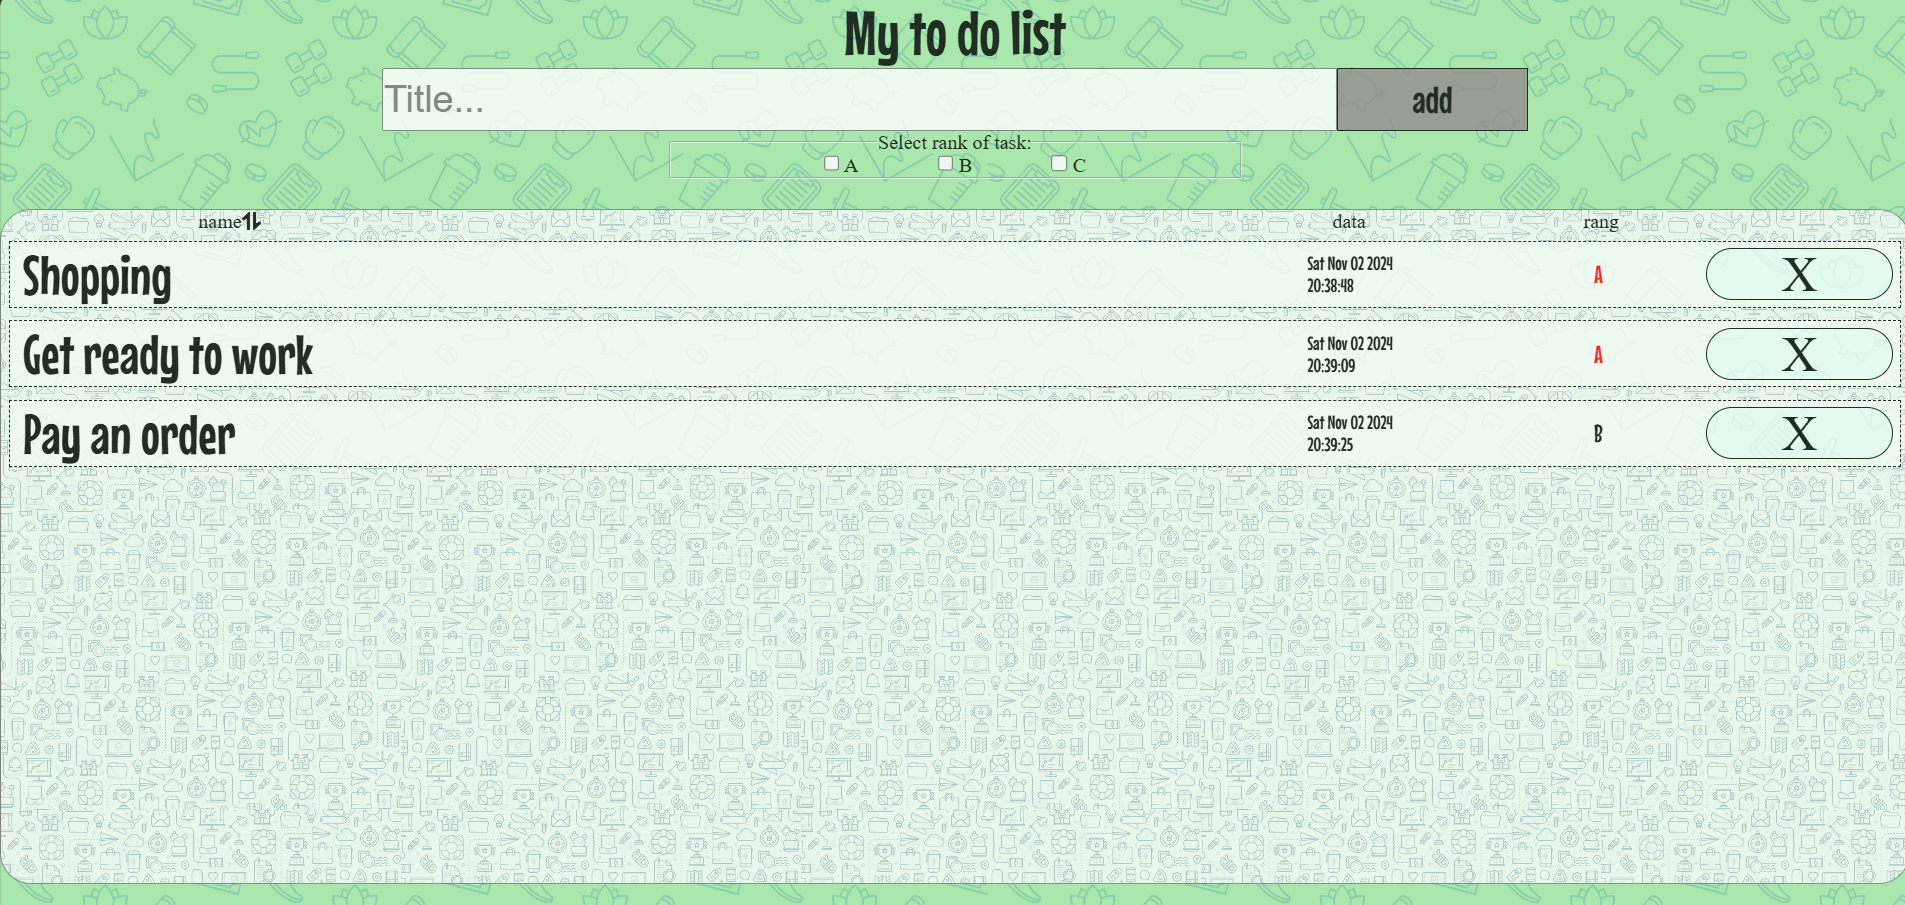 My to do list
Title...
add
Select rank of task:
A B C
name data rang
Shopping
Sat Nov 02 2024
20:38:48
A
X
Get ready to work
Sat Nov 02 2024
20:39:09
A
X
Pay an order
Sat Nov 02 2024
20:39:25
B
X